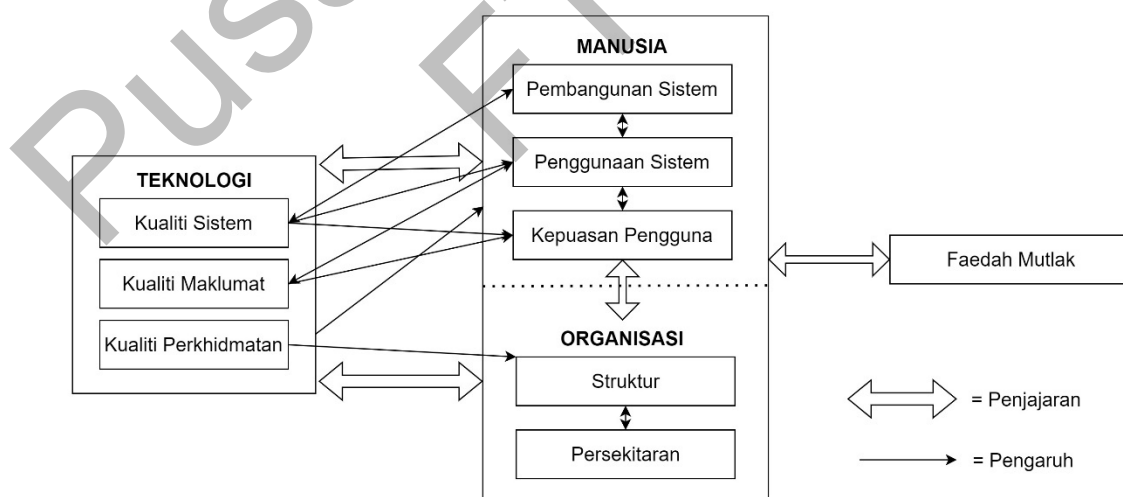 MANUSIA
Pembangunan Sistem
Penggunaan Sistem
Kepuasan Pengguna
TEKNOLOGI
Kualiti Sistem
Kualiti Maklumat
Kualiti Perkhidmatan
ORGANISASI
Struktur
Persekitaran
Faedah Mutlak
= Penjajaran
= Pengaruh